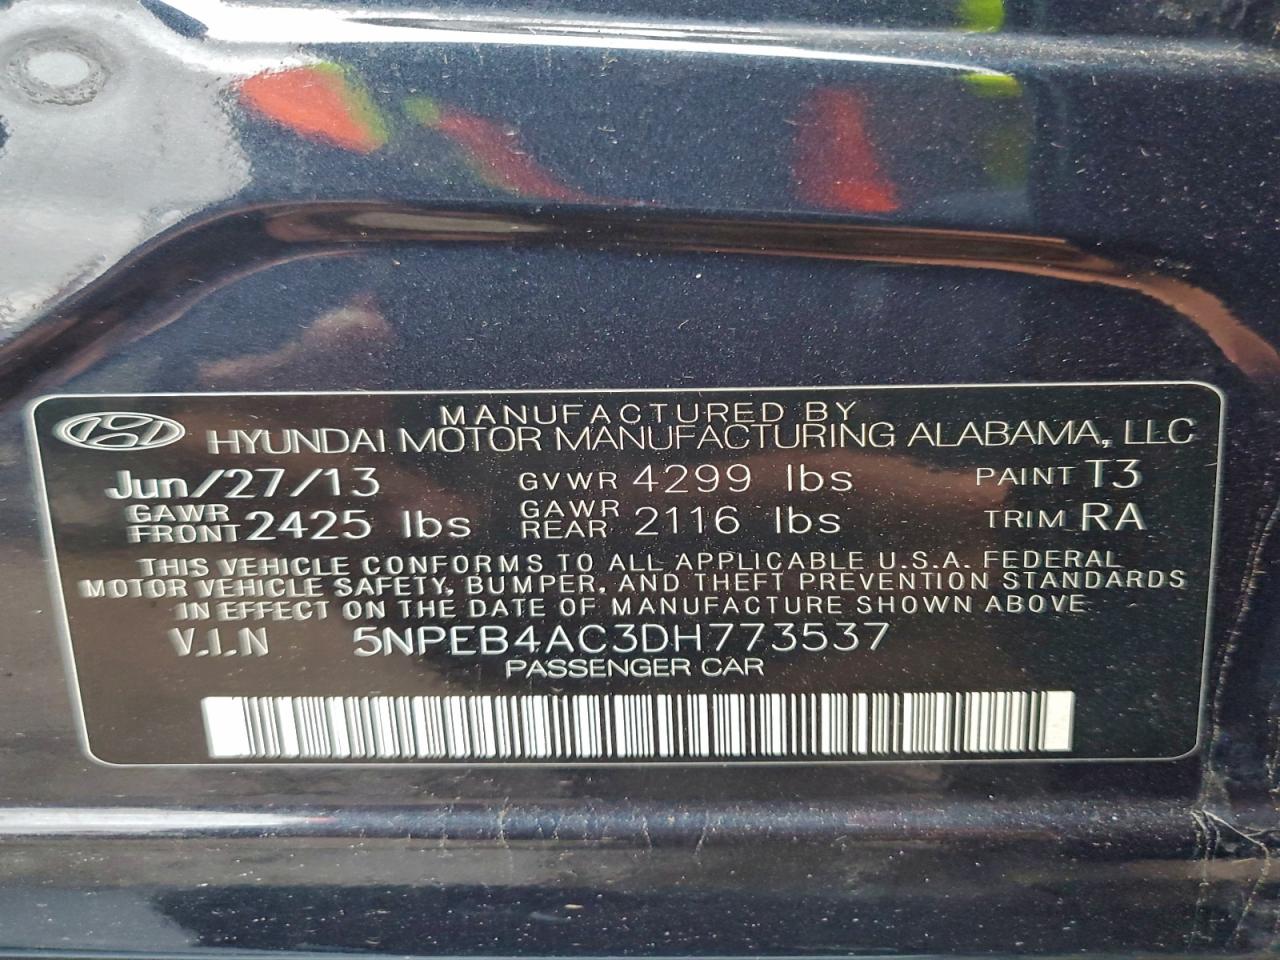 MANUFACTURED BY
HYUNDAI MOTOR MANUFACTURING ALABAMA, LLC
Jun/27/13 GVWR 4299 lbs PAINT T3
GAWR FRONT 2425 lbs GAWR REAR 2116 lbs TRIM RA
THIS VEHICLE CONFORMS TO ALL APPLICABLE U.S.A. FEDERAL
MOTOR VEHICLE SAFETY, BUMPER, AND THEFT PREVENTION STANDARDS
IN EFFECT ON THE DATE OF MANUFACTURE SHOWN ABOVE
V.I.N 5NPEB4AC3DH773537
PASSENGER CAR